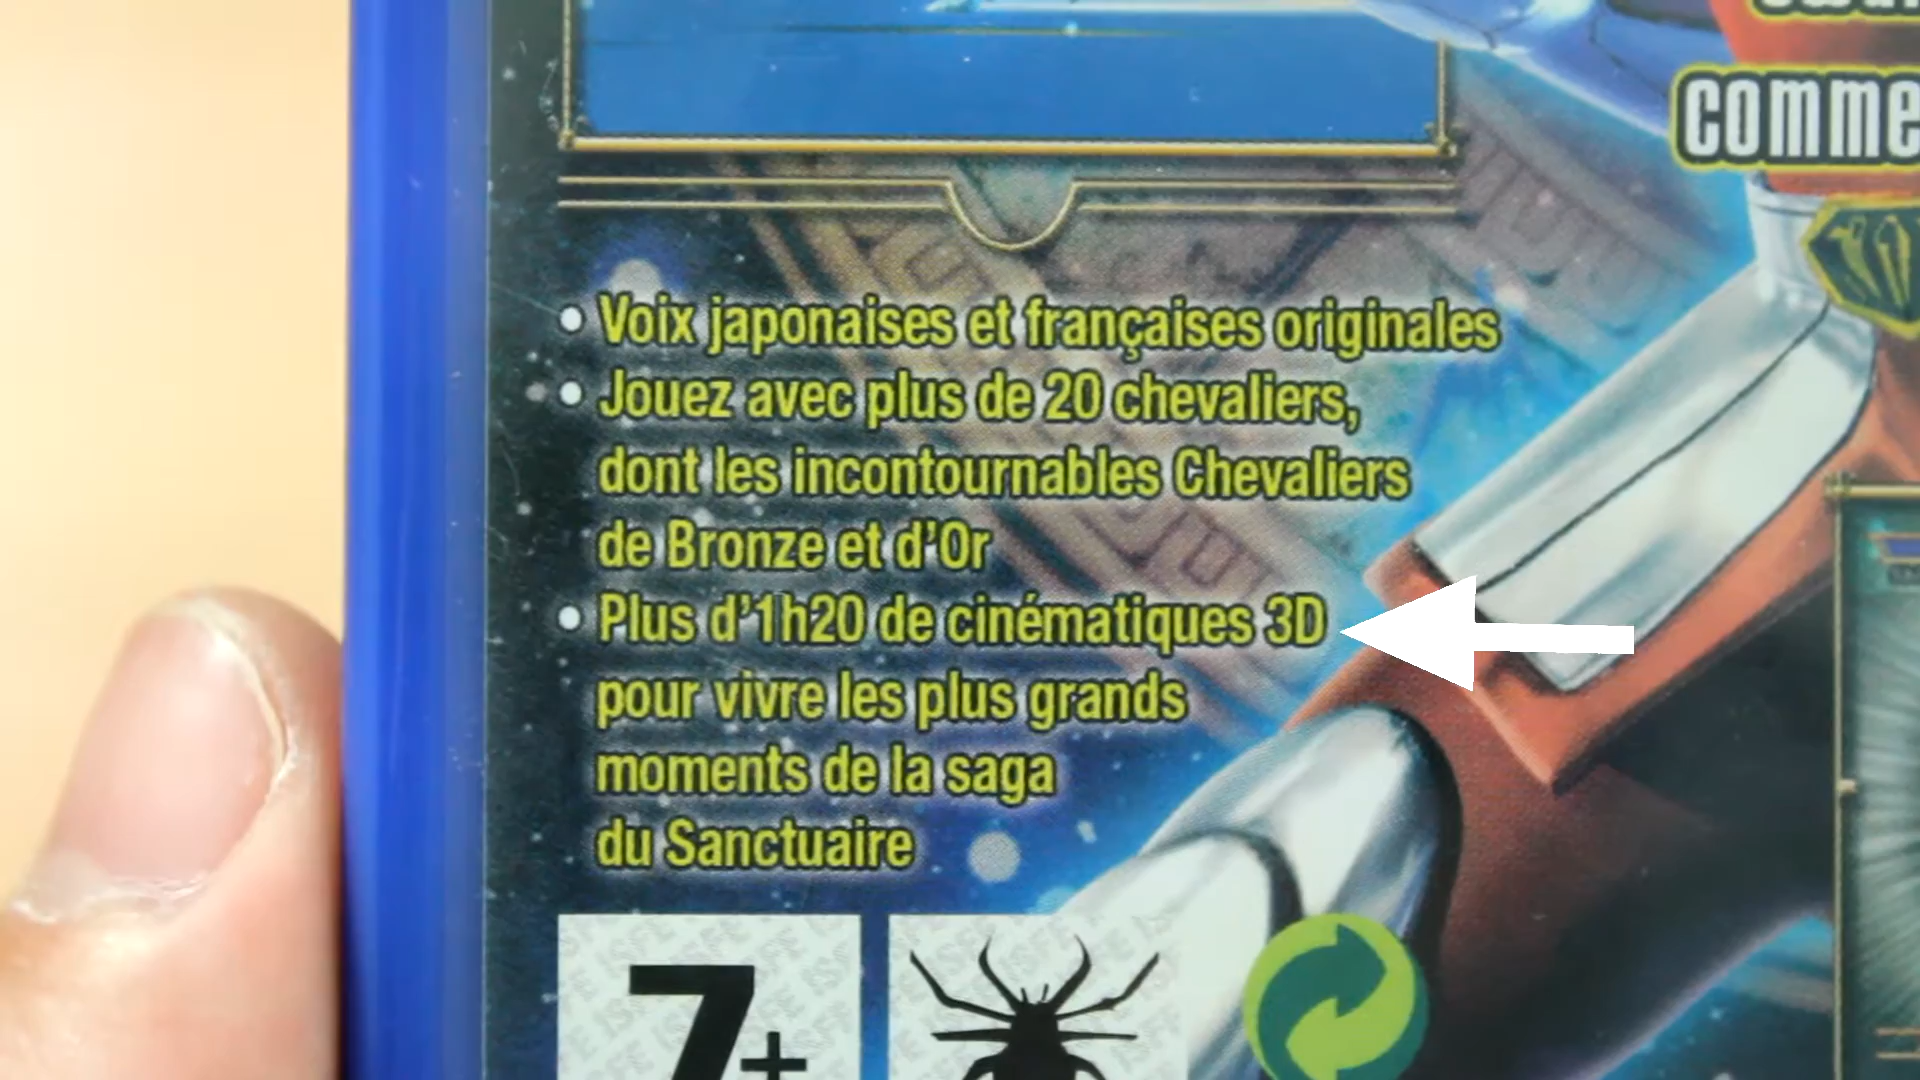 comme
• Voix japonaises et françaises originales
• Jouez avec plus de 20 chevaliers,
dont les incontournables Chevaliers
de Bronze et d'Or
• Plus d'1h20 de cinématiques 3D
pour vivre les plus grands
moments de la saga
du Sanctuaire
7+
ISFE